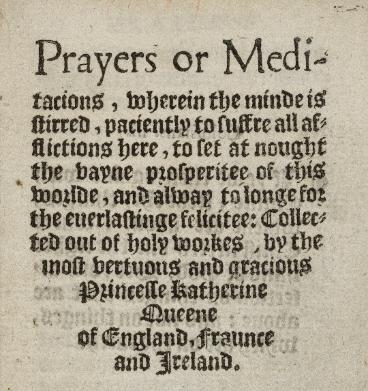 Prayers or Medi-
tacions, wherein the minde is
stirred, paciently to suffre all af-
flictions here, to set at nought
the vayne prosperitee of this
worlde, and alway to longe for
the euerlastinge felicitee: Collec-
ted out of holy workes, by the
most vertuous and gracious
Princesse Katherine
Queene
of England, Fraunce
and Ireland.